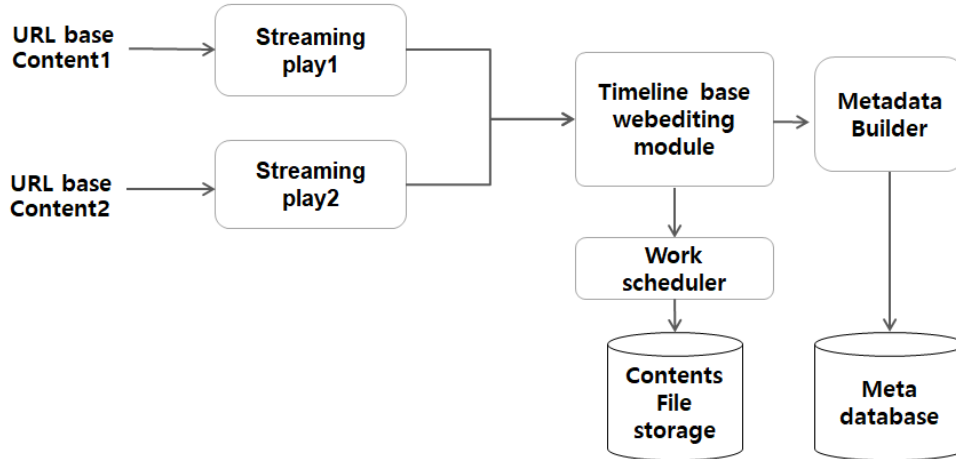 URL base
Content1
Streaming
play1
URL base
Content2
Streaming
play2
Timeline base
webediting
module
Metadata
Builder
Work
scheduler
Contents
File
storage
Meta
database